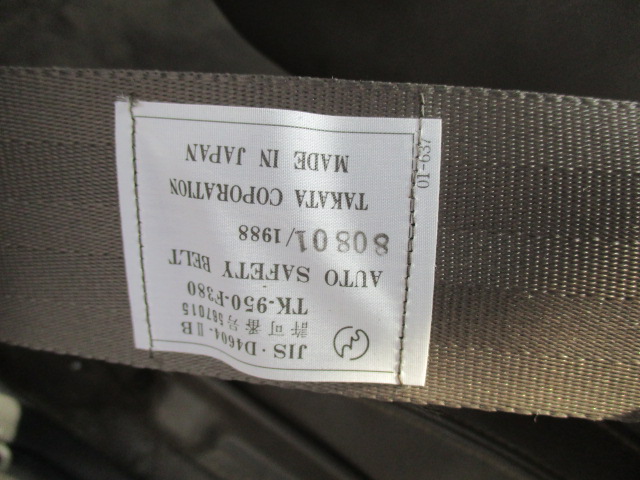 JIS・D4604-ⅡB
許可番号567015
TK-950-F380
AUTO SAFETY BELT
80801/1988
TAKATA COPORATION
MADE IN JAPAN
01-637